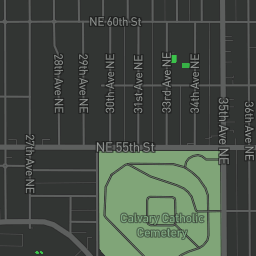 NE 60th St
28th Ave NE
29th Ave NE
30th Ave NE
31st Ave NE
33rd Ave NE
34th Ave NE
35th Ave NE
36th Ave NE
27th Ave NE
NE 55th St
Calvary Catholic
Cemetery